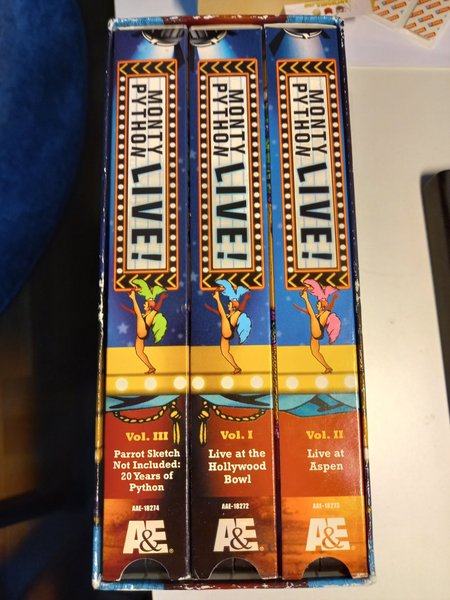 MONTY
PYTHON
LIVE!
Vol. III
Parrot Sketch
Not Included:
20 Years of
Python
AAE-18274
A&E®
MONTY
PYTHON
LIVE!
Vol. I
Live at the
Hollywood
Bowl
AAE-18272
A&E®
MONTY
PYTHON
LIVE!
Vol. II
Live at
Aspen
AAE-18273
A&E®